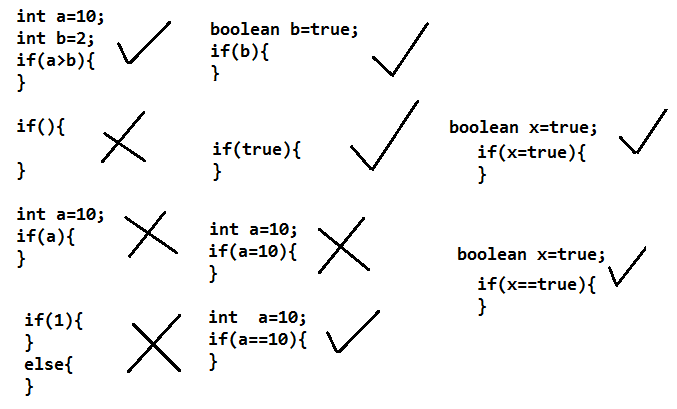 int a=10;
int b=2;
if(a>b){
}
boolean b=true;
if(b){
}
if(){
}
if(true){
}
boolean x=true;
if(x=true){
}
int a=10;
if(a){
}
int a=10;
if(a=10){
}
boolean x=true;
if(x==true){
}
if(1){
}
else{
}
int  a=10;
if(a==10){
}